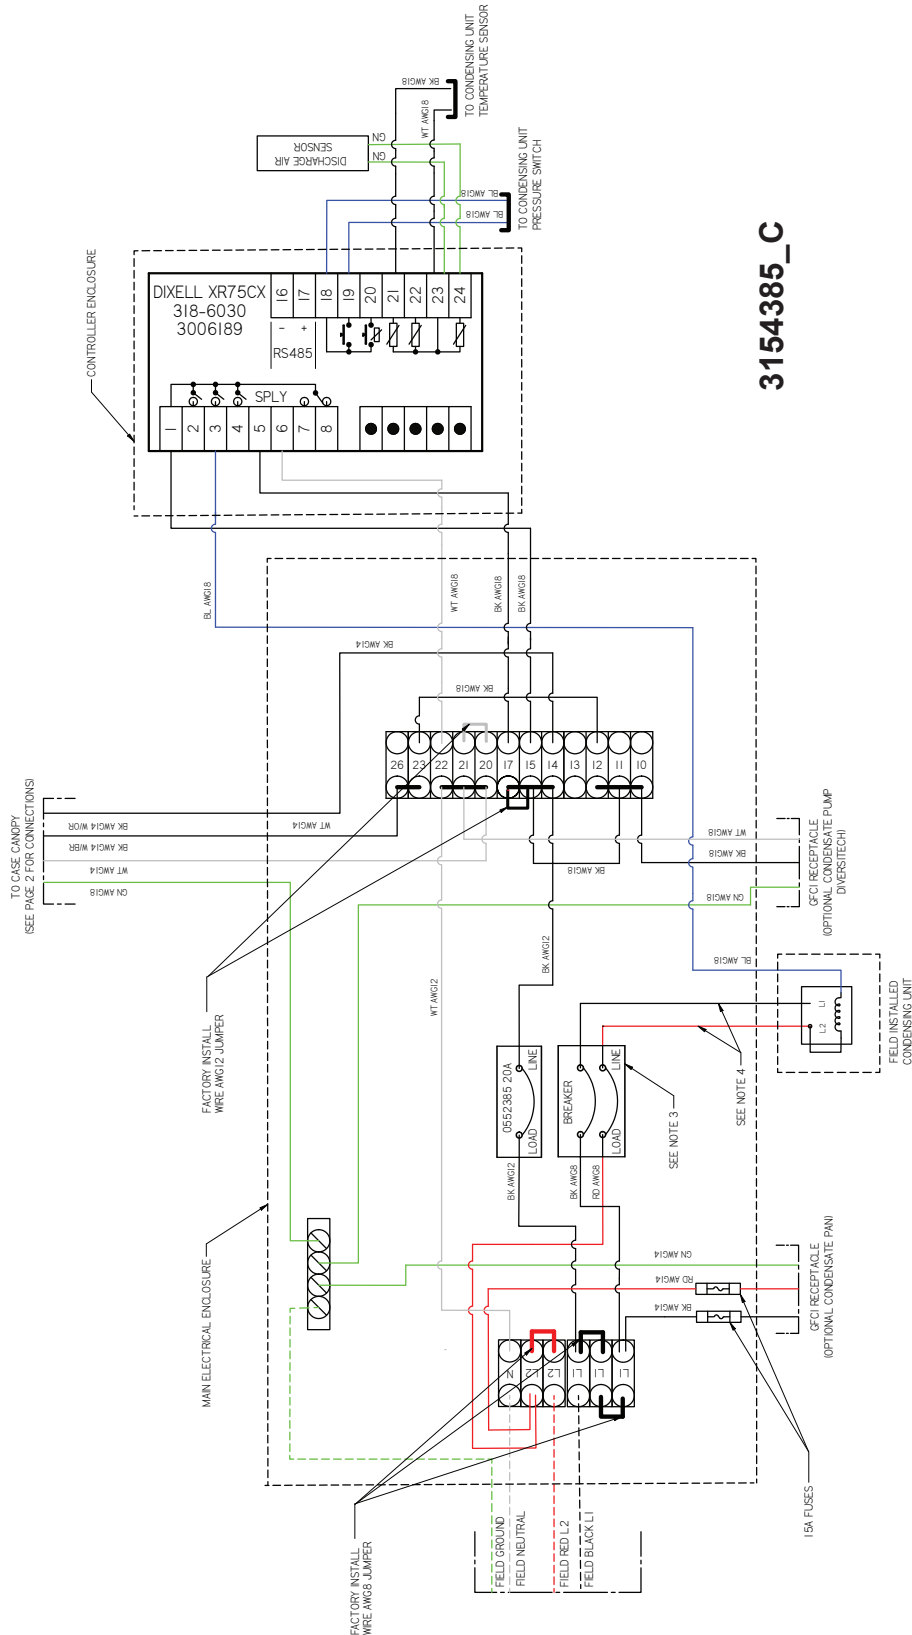 TO CONDENSING UNIT
TEMPERATURE SENSOR
BK AWG18
WT AWG18
DISCHARGE AIR
SENSOR
GN
GN
TO CONDENSING UNIT
PRESSURE SWITCH
BL AWG18
BL AWG18
CONTROLLER ENCLOSURE
DIXELL XR75CX
318-6030
3006189
16
17
18
19
20
21
22
23
24
- +
RS485
SPLY
1
2
3
4
5
6
7
8
3154385_C
BL AWG18
WT AWG18
BK AWG18
BK AWG18
BK AWG14
BK AWG18
26
23
22
21
20
17
15
14
13
12
11
10
TO CASE CANOPY
(SEE PAGE 2 FOR CONNECTIONS)
WT AWG14
BK AWG14 W/OR
BK AWG14 W/BR
WT AWG14
GN AWG18
WT AWG18
BK AWG18
BK AWG18
GN AWG18
GFCI RECEPTACLE
(OPTIONAL CONDENSATE PUMP
DIVERSITECH)
FACTORY INSTALL
WIRE AWG12 JUMPER
WT AWG12
BK AWG12
BL AWG18
L1
L2
FIELD INSTALLED
CONDENSING UNIT
0552385 20A
LINE
LOAD
BREAKER
LINE
LOAD
SEE NOTE 4
SEE NOTE 3
BK AWG12
BK AWG8
RD AWG8
MAIN ELECTRICAL ENCLOSURE
GN AWG14
RD AWG14
BK AWG14
GFCI RECEPTACLE
(OPTIONAL CONDENSATE PAN)
N
L2
L2
L1
L1
L1
15A FUSES
FACTORY INSTALL
WIRE AWG8 JUMPER
FIELD GROUND
FIELD NEUTRAL
FIELD RED L2
FIELD BLACK L1